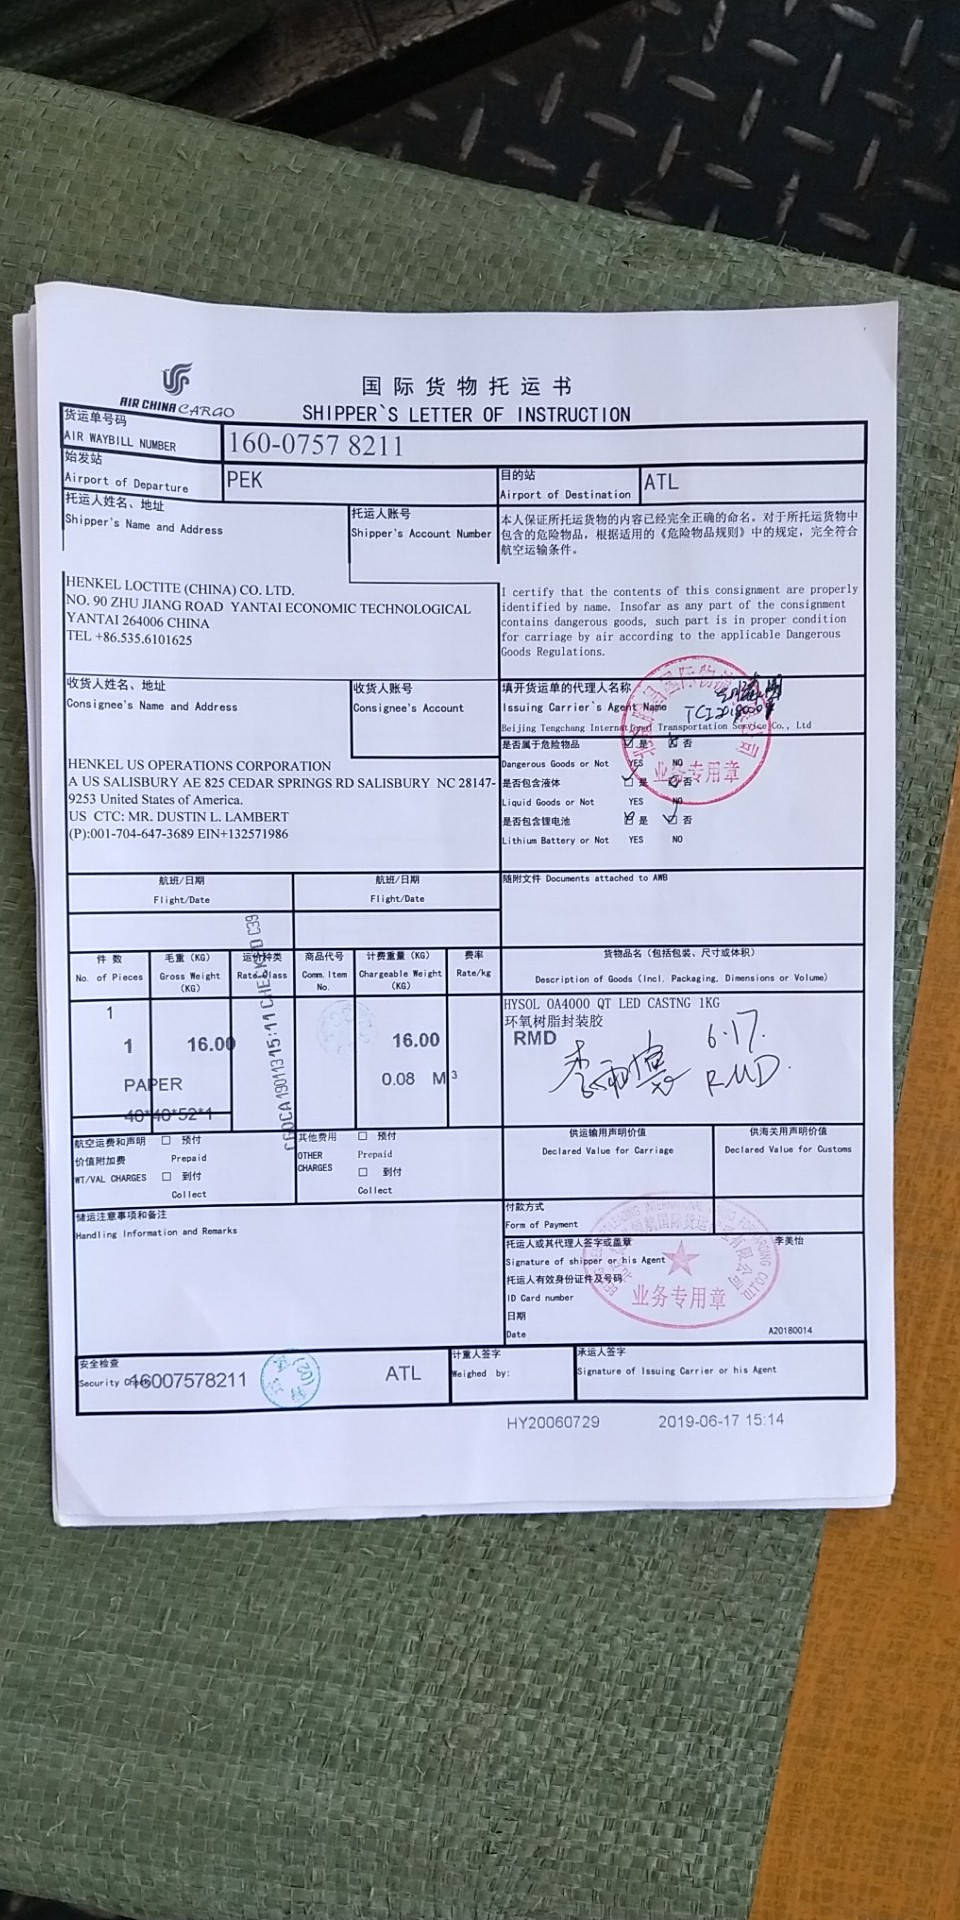 AIR CHINA CARGO
国际货物托运书
SHIPPER`S LETTER OF INSTRUCTION
货运单号码
AIR WAYBILL NUMBER
160-0757 8211
始发站
Airport of Departure
PEK
目的站
Airport of Destination
ATL
托运人姓名、地址
Shipper's Name and Address
托运人账号
Shipper's Account Number
本人保证所托运货物的内容已经完全正确的命名。对于所托运货物中
包含的危险物品，根据适用的《危险物品规则》中的规定，完全符合
航空运输条件。
HENKEL LOCTITE (CHINA) CO. LTD.
NO. 90 ZHU JIANG ROAD YANTAI ECONOMIC TECHNOLOGICAL
YANTAI 264006 CHINA
TEL +86.535.6101625
I certify that the contents of this consignment are properly
identified by name. Insofar as any part of the consignment
contains dangerous goods, such part is in proper condition
for carriage by air according to the applicable Dangerous
Goods Regulations.
收货人姓名、地址
Consignee's Name and Address
收货人账号
Consignee's Account
填开货运单的代理人名称
Issuing Carrier's Agent Name
Beijing Tengchang International Transportation Service Co., Ltd
HENKEL US OPERATIONS CORPORATION
A US SALISBURY AE 825 CEDAR SPRINGS RD SALISBURY NC 28147-
9253 United States of America.
US CTC: MR. DUSTIN L. LAMBERT
(P):001-704-647-3689 EIN+132571986
是否属于危险物品 是 否
Dangerous Goods or Not YES NO
是否包含液体 是 否
Liquid Goods or Not YES NO
是否包含锂电池 是 否
Lithium Battery or Not YES NO
业务专用章
航班/日期
Flight/Date
航班/日期
Flight/Date
随附文件 Documents attached to AWB
件 数
No. of Pieces
毛重（KG）
Gross Weight
(KG)
运价种类
Rate Class
商品代号
Comm. Item
No.
计费重量（KG）
Chargeable Weight
(KG)
费率
Rate/kg
货物品名（包括包装、尺寸或体积）
Description of Goods (Incl. Packaging, Dimensions or Volume)
1
1
16.00
16.00
PAPER
0.08 M3
40*40*52*1
HYSOL OA4000 QT LED CASTNG 1KG
环氧树脂封装胶
RMD
6.17.
RMD.
航空运费和声明
价值附加费
WT/VAL CHARGES
预付
Prepaid
到付
Collect
其他费用
OTHER
CHARGES
预付
Prepaid
到付
Collect
供运输用声明价值
Declared Value for Carriage
供海关用声明价值
Declared Value for Customs
储运注意事项和备注
Handling Information and Remarks
付款方式
Form of Payment
托运人或其代理人签字或盖章
Signature of shipper or his Agent
李美怡
托运人有效身份证件及号码
ID Card number
业务专用章
日期
Date
A20180014
安全检查
Security Check
16007578211
ATL
计重人签字
Weighed by:
承运人签字
Signature of Issuing Carrier or his Agent
HY20060729
2019-06-17 15:14